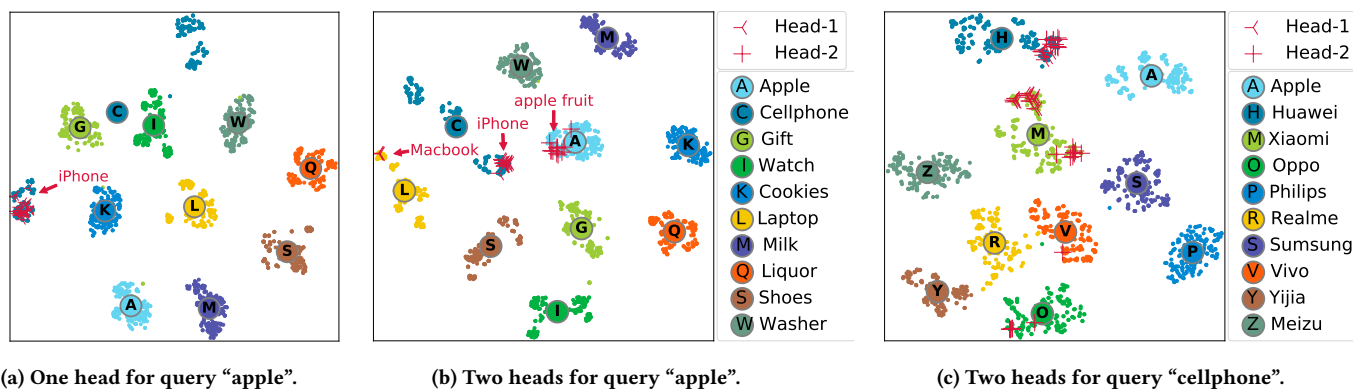 C
G
I
W
Q
iPhone
K
L
S
A
M
(a) One head for query “apple”.
M
W
apple fruit
iPhone
C
A
K
Macbook
L
G
S
Q
I
Head-1
Head-2
A Apple
C Cellphone
G Gift
I Watch
K Cookies
L Laptop
M Milk
Q Liquor
S Shoes
W Washer
(b) Two heads for query “apple”.
H
A
M
Z
S
V
R
P
Y
O
Head-1
Head-2
A Apple
H Huawei
M Xiaomi
O Oppo
P Philips
R Realme
S Sumsung
V Vivo
Y Yijia
Z Meizu
(c) Two heads for query “cellphone”.